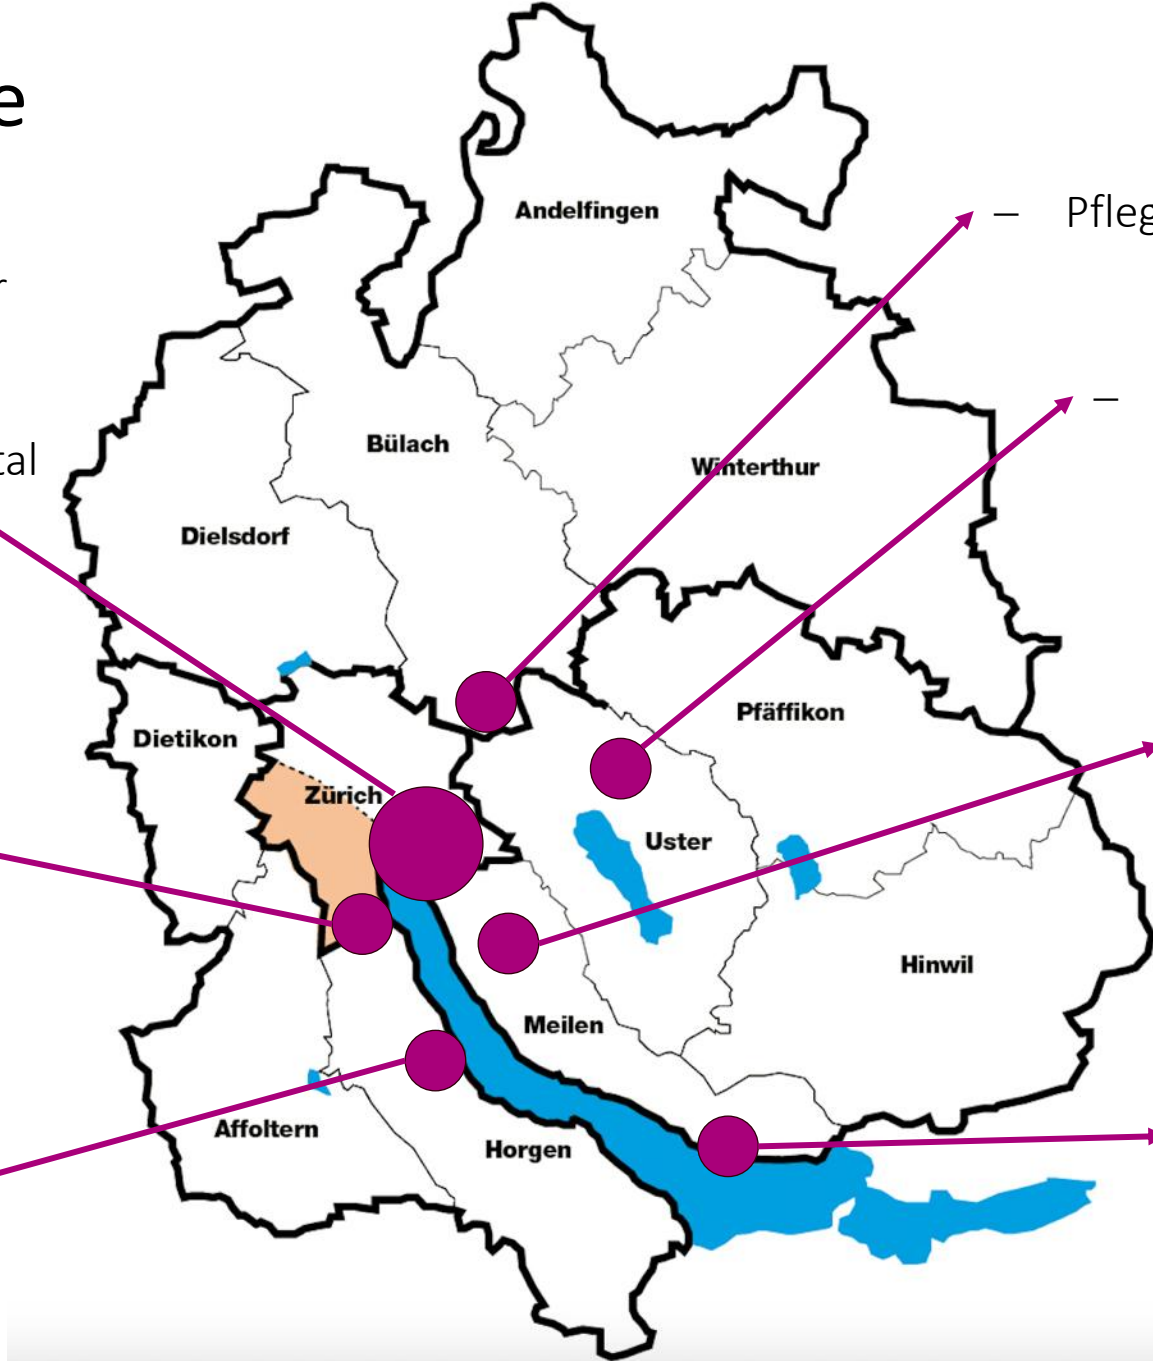 e
Andelfingen
– Pfleg
r
–
Bülach
tal
Winterthur
Dielsdorf
Pfäffikon
Dietikon
Zürich
Uster
Hinwil
Meilen
Affoltern
Horgen